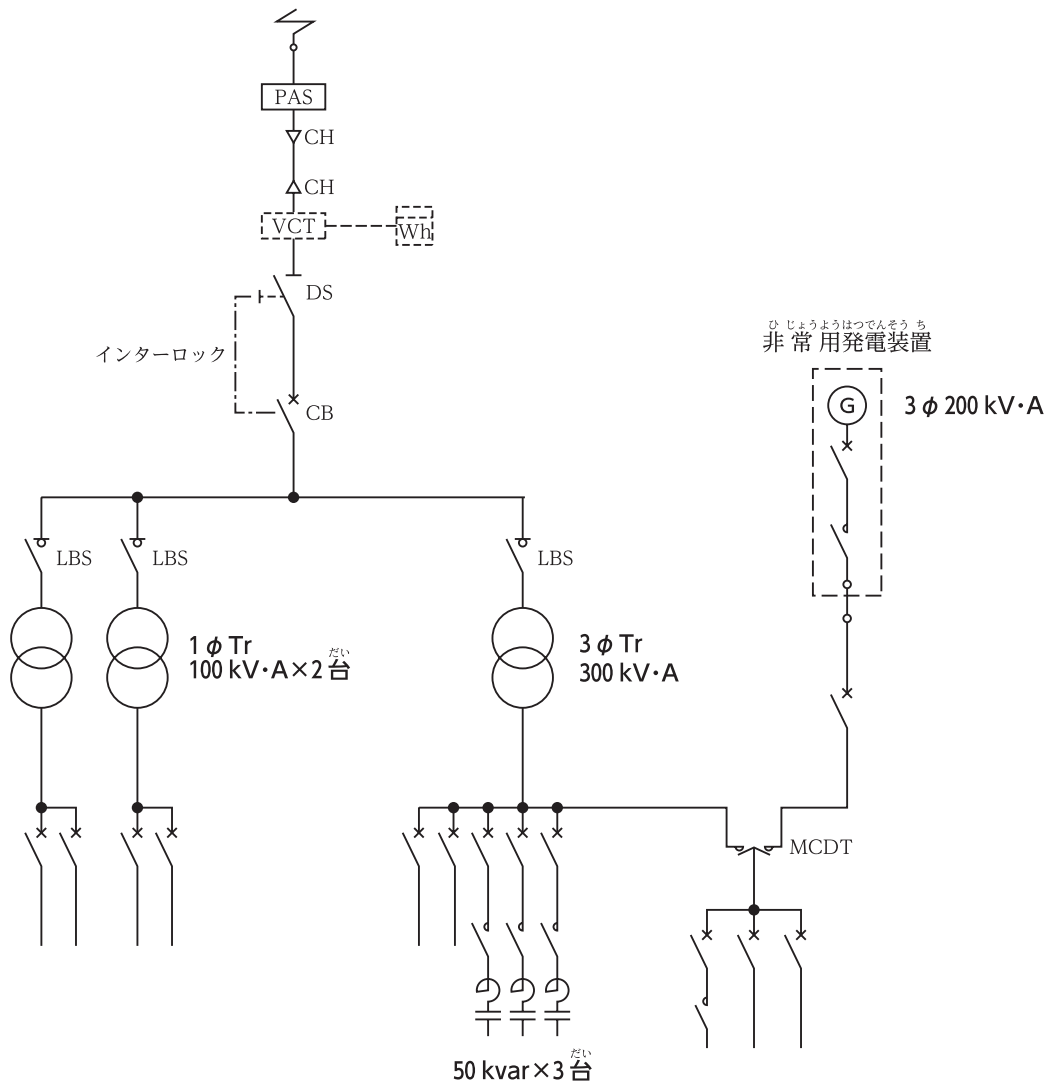 PAS
CH
CH
VCT
Wh
DS
インターロック
CB
ひ じょうようはつでんそう ち
非常用発電装置
G
3φ200 kV・A
LBS
LBS
LBS
1φ Tr
だい
100 kV・A×2 台
3φ Tr
300 kV・A
MCDT
だい
50 kvar×3 台